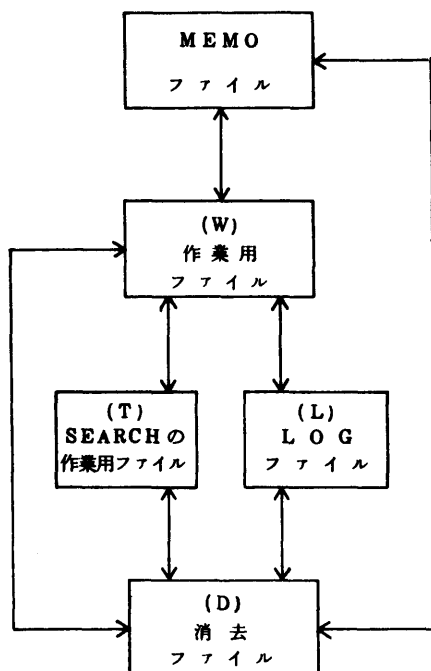 MEMO
ファイル
(W)
作業用
ファイル
(T)
SEARCHの
作業用ファイル
(L)
LOG
ファイル
(D)
消去
ファイル